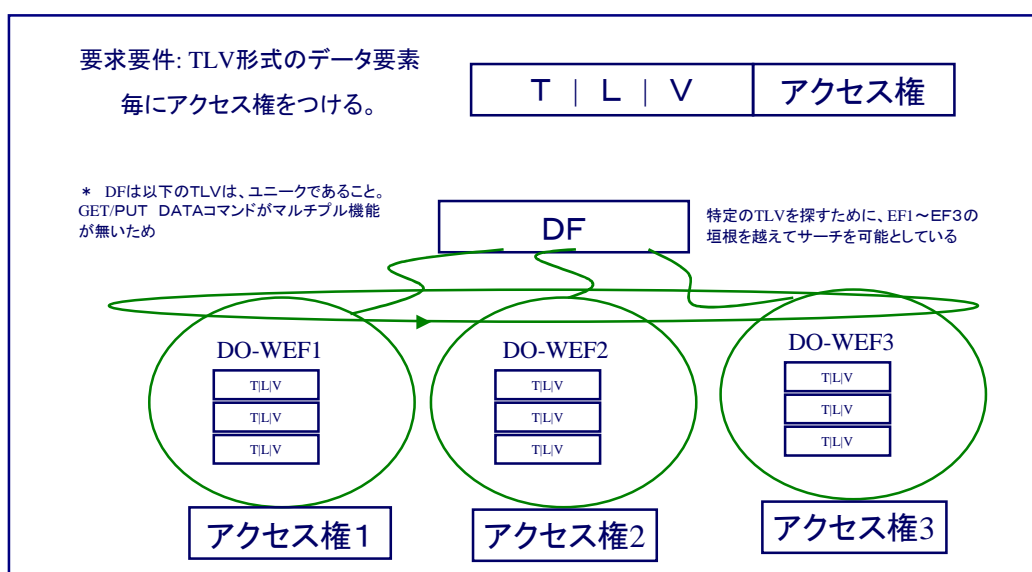 要求要件: TLV形式のデータ要素
毎にアクセス権をつける。
T | L | V アクセス権
* DFは以下のTLVは、ユニークであること。
GET/PUT DATAコマンドがマルチプル機能
が無いため
DF
特定のTLVを探すために、EF1~EF3の
垣根を越えてサーチを可能としている
DO-WEF1
T|L|V
T|L|V
T|L|V
アクセス権1
DO-WEF2
T|L|V
T|L|V
T|L|V
アクセス権2
DO-WEF3
T|L|V
T|L|V
T|L|V
アクセス権3